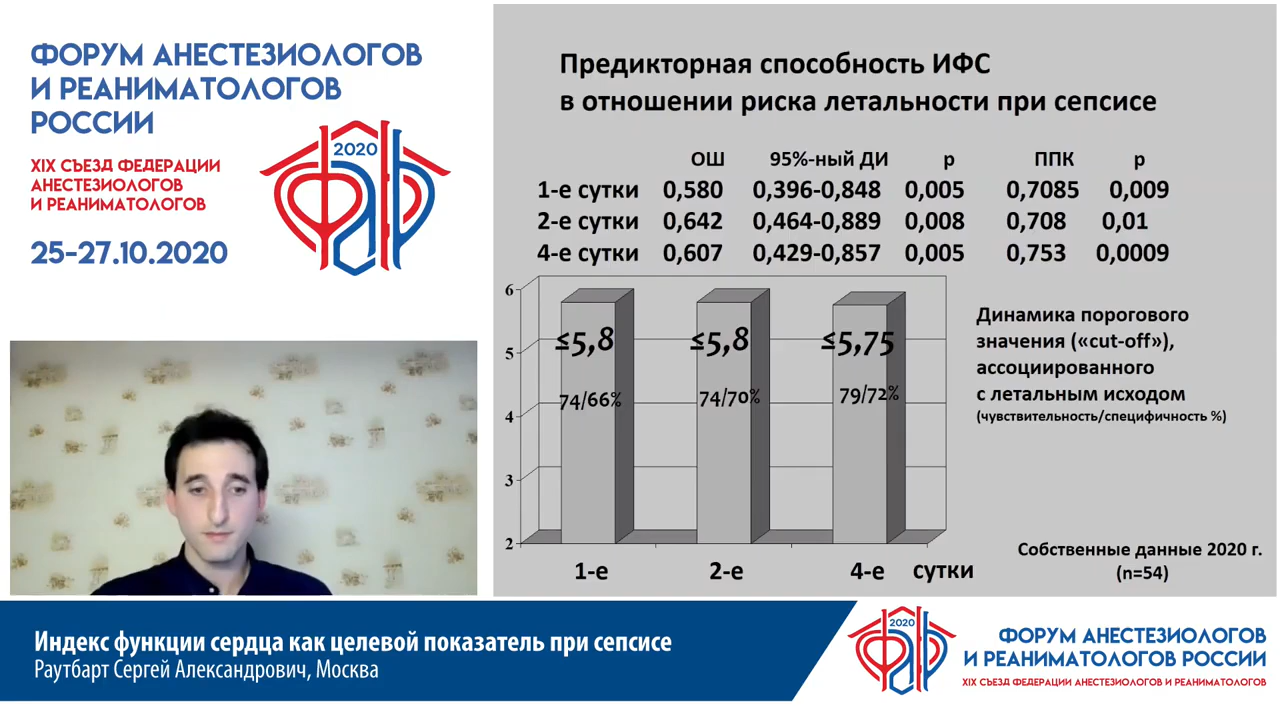 ФОРУМ АНЕСТЕЗИОЛОГОВ
И РЕАНИМАТОЛОГОВ
РОССИИ
XIX СЪЕЗД ФЕДЕРАЦИИ
АНЕСТЕЗИОЛОГОВ
И РЕАНИМАТОЛОГОВ
25-27.10.2020
2020
ФАР
Предикторная способность ИФС
в отношении риска летальности при сепсисе
ОШ 95%-ный ДИ р ППК р
1-е сутки 0,580 0,396-0,848 0,005 0,7085 0,009
2-е сутки 0,642 0,464-0,889 0,008 0,708 0,01
4-е сутки 0,607 0,429-0,857 0,005 0,753 0,0009
6
5
4
3
2
≤5,8 ≤5,8 ≤5,75
74/66% 74/70% 79/72%
1-е 2-е 4-е сутки
Динамика порогового
значения («cut-off»),
ассоциированного
с летальным исходом
(чувствительность/специфичность %)
Собственные данные 2020 г.
(n=54)
Индекс функции сердца как целевой показатель при сепсисе
Раутбарт Сергей Александрович, Москва
2020
ФАР
ФОРУМ АНЕСТЕЗИОЛОГОВ
И РЕАНИМАТОЛОГОВ РОССИИ
XIX СЪЕЗД ФЕДЕРАЦИИ АНЕСТЕЗИОЛОГОВ И РЕАНИМАТОЛОГОВ